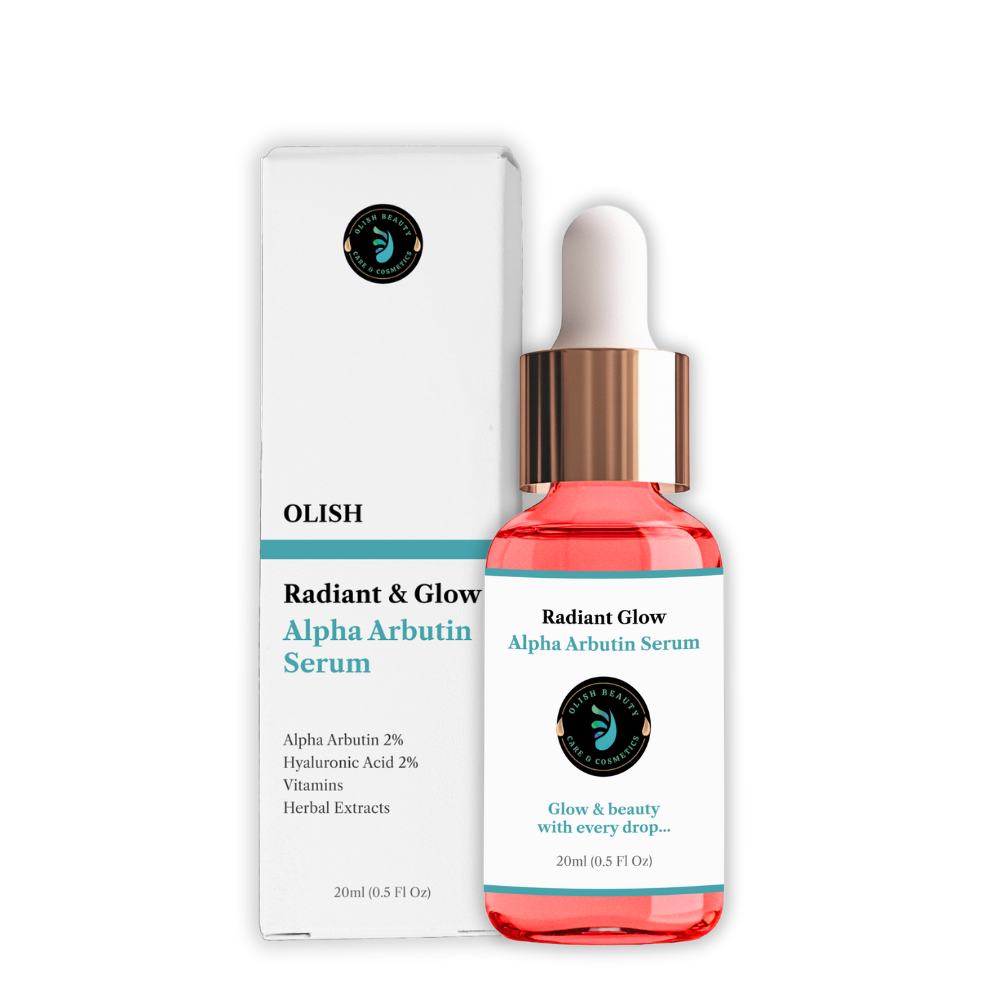 OLISH BEAUTY
CARE & COSMETICS
OLISH
Radiant & Glow
Alpha Arbutin
Serum
Alpha Arbutin 2%
Hyaluronic Acid 2%
Vitamins
Herbal Extracts
20ml (0.5 Fl Oz)
Radiant Glow
Alpha Arbutin Serum
OLISH BEAUTY
CARE & COSMETICS
Glow & beauty
with every drop...
20ml (0.5 Fl Oz)